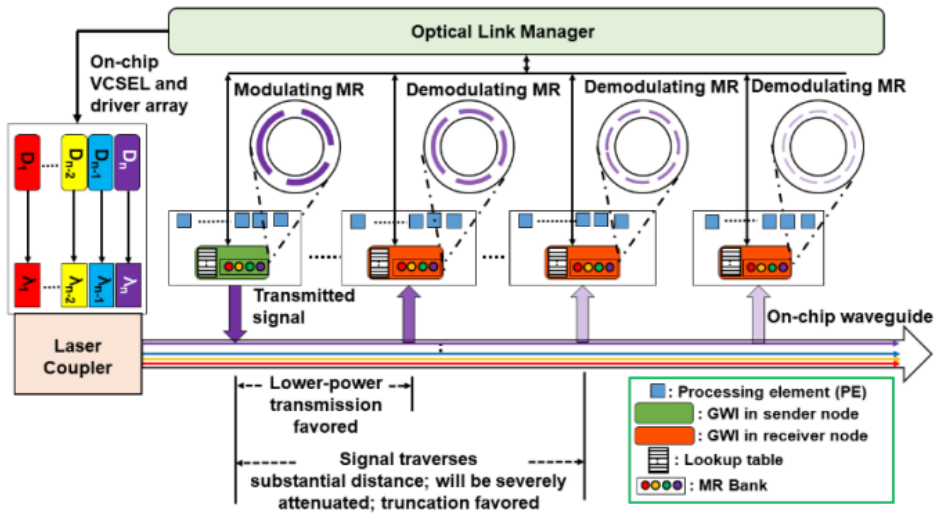 Optical Link Manager
On-chip
VCSEL and
driver array
Modulating MR
Demodulating MR
Demodulating MR
Demodulating MR
D₁
Dₙ₋₂
Dₙ₋₁
Dₙ
λ₁
λₙ₋₂
λₙ₋₁
λₙ
Transmitted
signal
On-chip waveguide
Laser
Coupler
Lower-power
transmission
favored
Signal traverses
substantial distance; will be severely
attenuated; truncation favored
: Processing element (PE)
: GWI in sender node
: GWI in receiver node
: Lookup table
: MR Bank